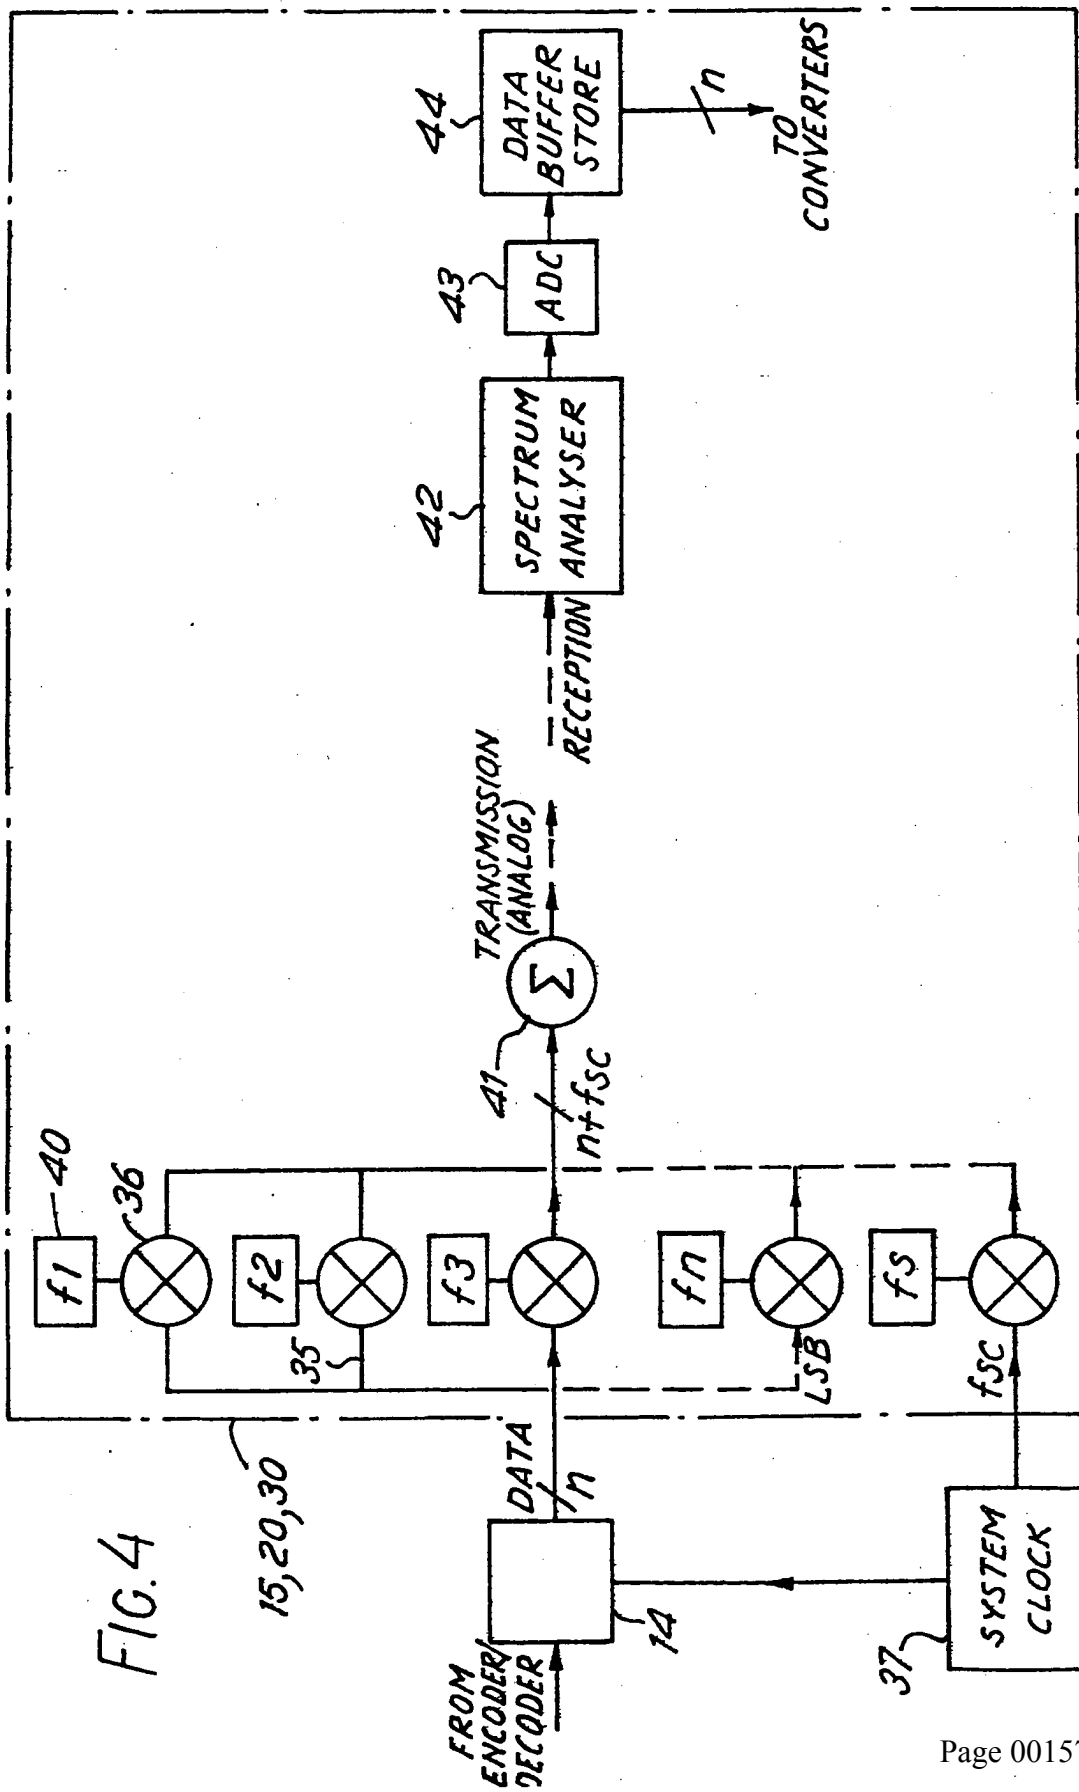 FIG.4
15,20,30
FROM
ENCODER/
DECODER
14
DATA
n
SYSTEM
CLOCK
37
fsc
LSB
35
f1
40
36
f2
f3
fn
fs
n+fsc
41
Σ
TRANSMISSION
(ANALOG)
RECEPTION
42
SPECTRUM
ANALYSER
43
ADC
44
DATA
BUFFER
STORE
n
TO
CONVERTERS
Page 00157